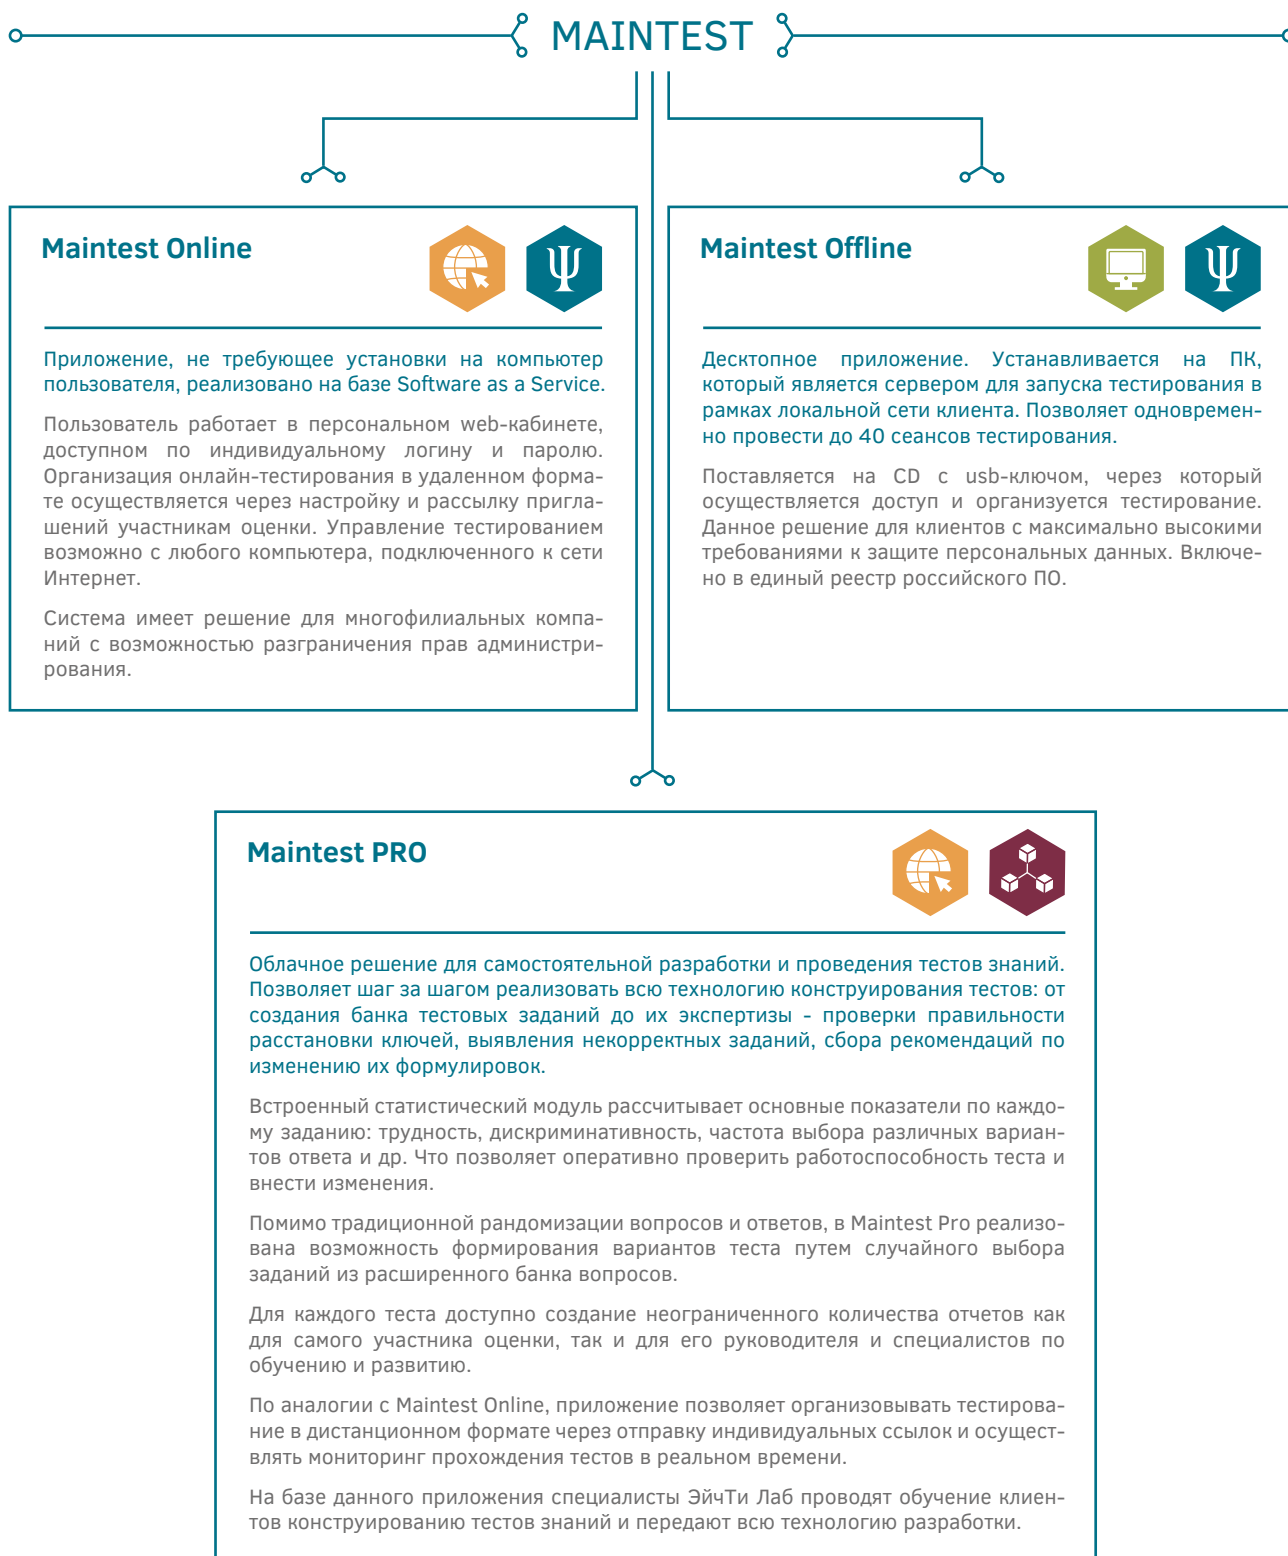 MAINTEST
Maintest Online
Ψ
Приложение, не требующее установки на компьютер
пользователя, реализовано на базе Software as a Service.
Пользователь работает в персональном web-кабинете,
доступном по индивидуальному логину и паролю.
Организация онлайн-тестирования в удаленном форма-
те осуществляется через настройку и рассылку пригла-
шений участникам оценки. Управление тестированием
возможно с любого компьютера, подключенного к сети
Интернет.
Система имеет решение для многофилиальных компа-
ний с возможностью разграничения прав администри-
рования.
Maintest Offline
Ψ
Десктопное приложение. Устанавливается на ПК,
который является сервером для запуска тестирования в
рамках локальной сети клиента. Позволяет одновремен-
но провести до 40 сеансов тестирования.
Поставляется на CD с usb-ключом, через который
осуществляется доступ и организуется тестирование.
Данное решение для клиентов с максимально высокими
требованиями к защите персональных данных. Включе-
но в единый реестр российского ПО.
Maintest PRO
Облачное решение для самостоятельной разработки и проведения тестов знаний.
Позволяет шаг за шагом реализовать всю технологию конструирования тестов: от
создания банка тестовых заданий до их экспертизы - проверки правильности
расстановки ключей, выявления некорректных заданий, сбора рекомендаций по
изменению их формулировок.
Встроенный статистический модуль рассчитывает основные показатели по каждо-
му заданию: трудность, дискриминативность, частота выбора различных вариан-
тов ответа и др. Что позволяет оперативно проверить работоспособность теста и
внести изменения.
Помимо традиционной рандомизации вопросов и ответов, в Maintest Pro реализо-
вана возможность формирования вариантов теста путем случайного выбора
заданий из расширенного банка вопросов.
Для каждого теста доступно создание неограниченного количества отчетов как
для самого участника оценки, так и для его руководителя и специалистов по
обучению и развитию.
По аналогии с Maintest Online, приложение позволяет организовывать тестирова-
ние в дистанционном формате через отправку индивидуальных ссылок и осущест-
влять мониторинг прохождения тестов в реальном времени.
На базе данного приложения специалисты ЭйчТи Лаб проводят обучение клиен-
тов конструированию тестов знаний и передают всю технологию разработки.